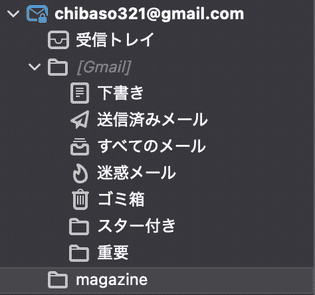 chibaso321@gmail.com
受信トレイ
[Gmail]
下書き
送信済みメール
すべてのメール
迷惑メール
ゴミ箱
スター付き
重要
magazine